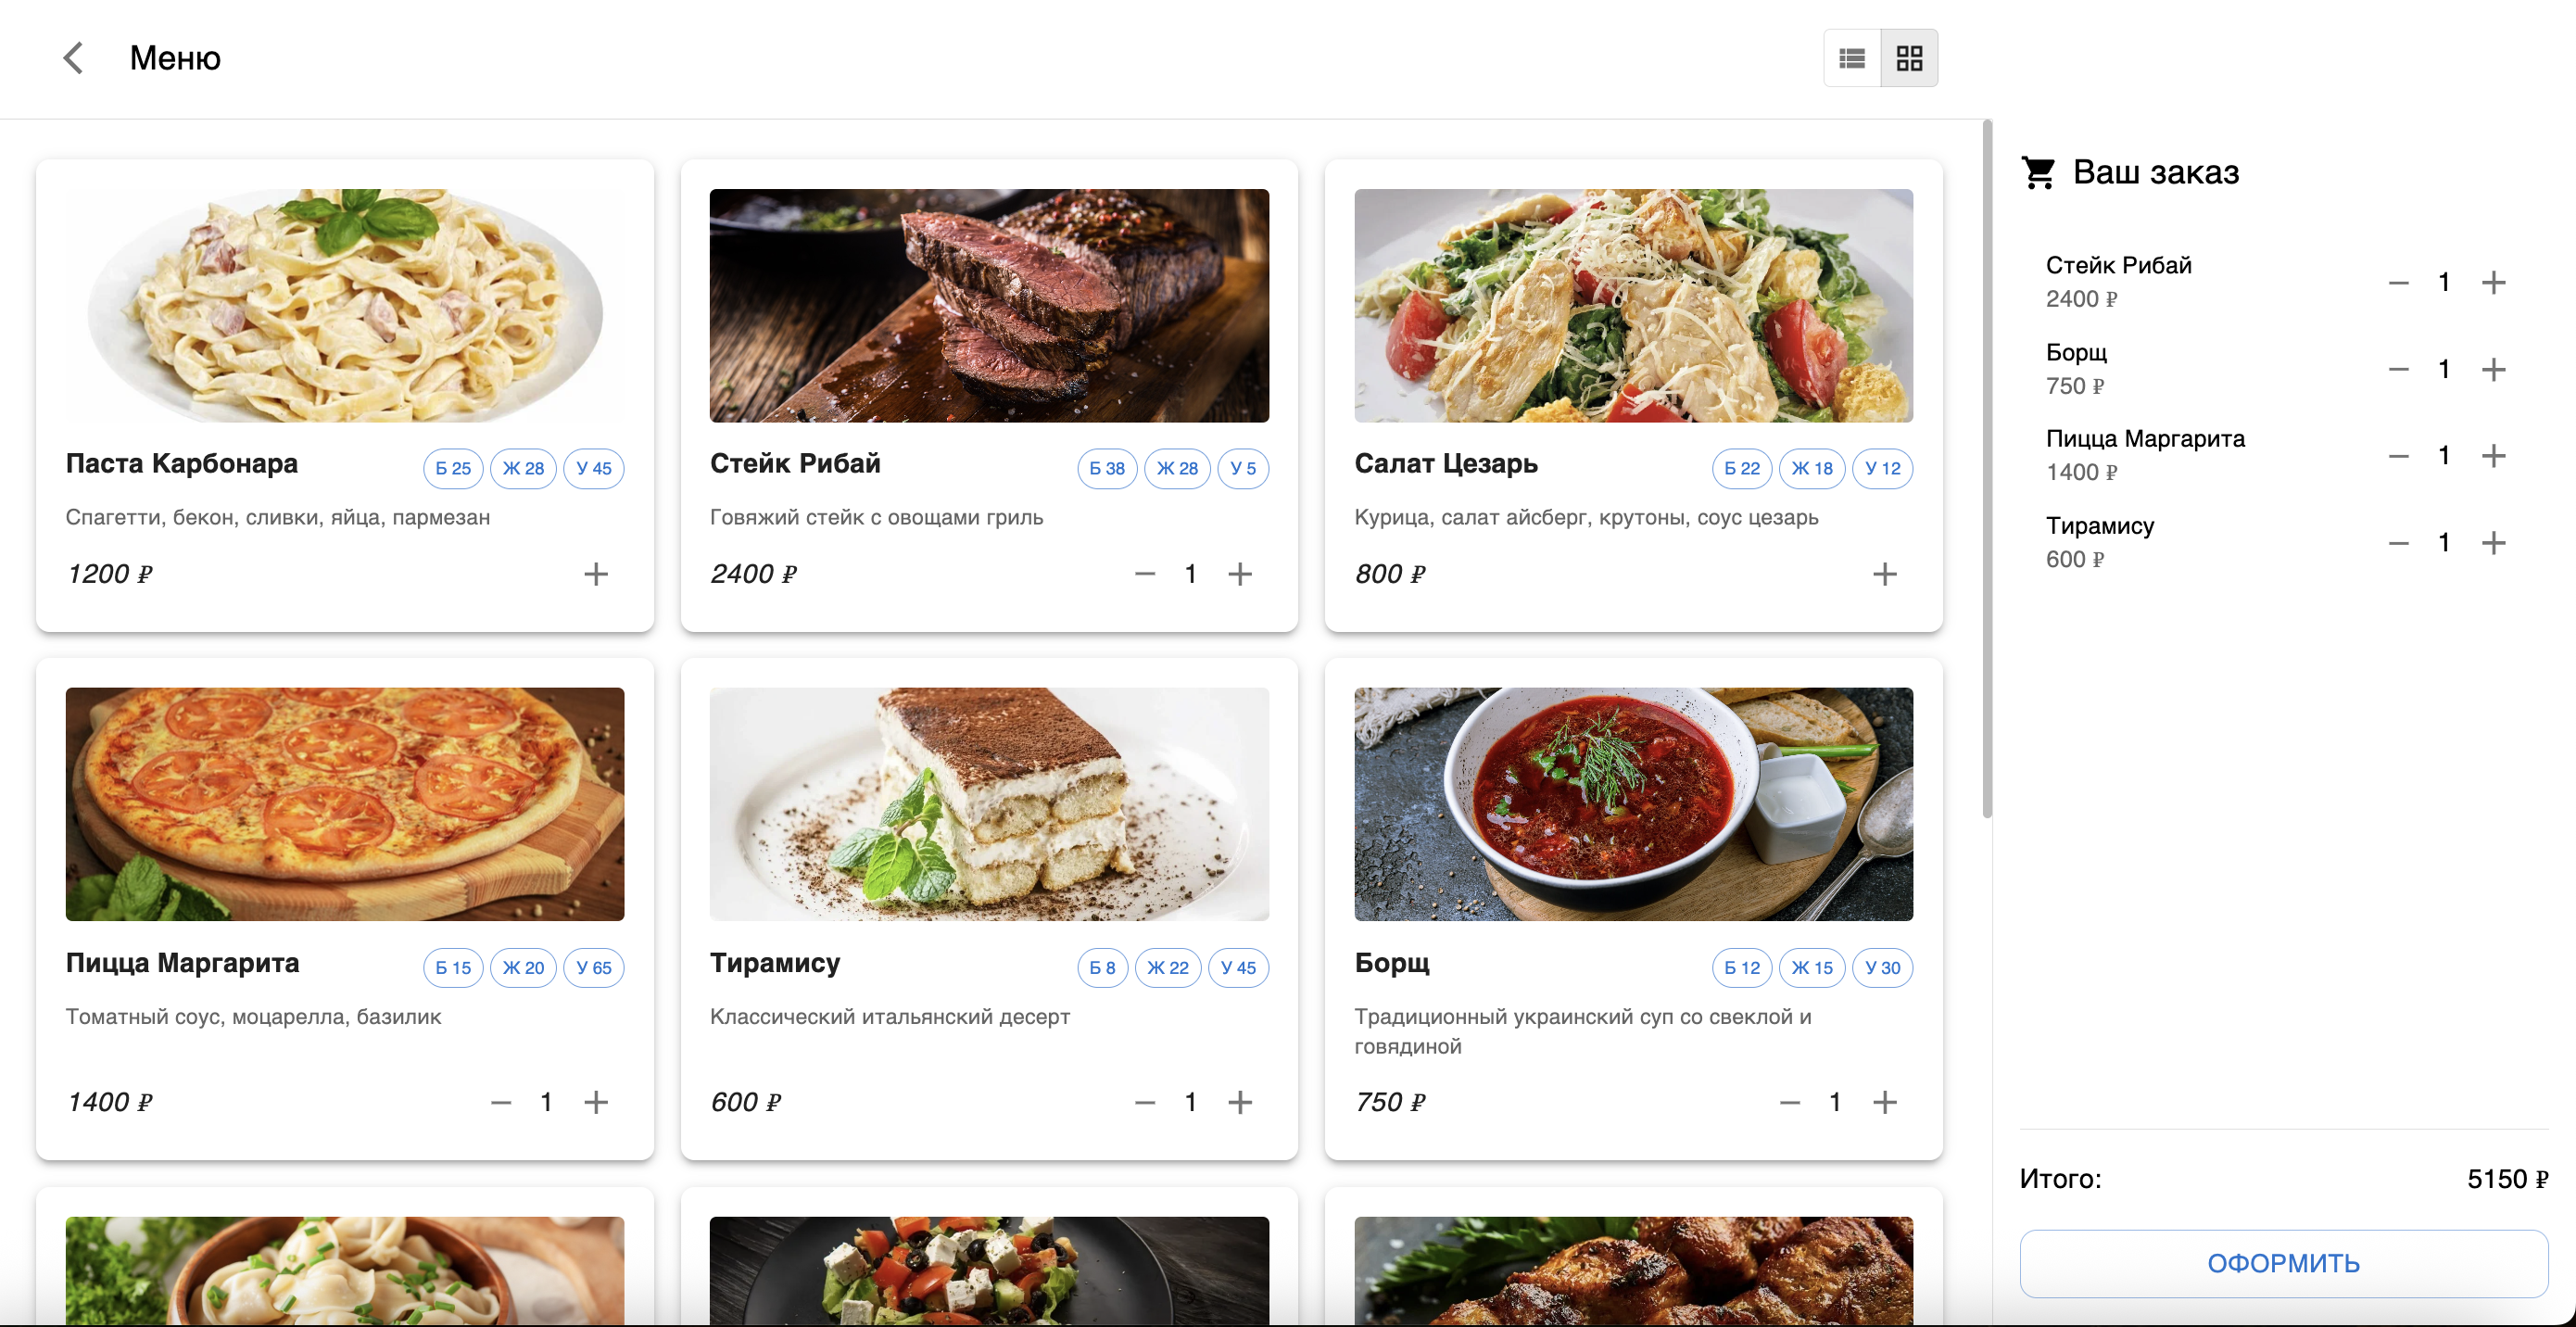 Меню
Паста Карбонара
Б 25
Ж 28
У 45
Спагетти, бекон, сливки, яйца, пармезан
1200 ₽
Стейк Рибай
Б 38
Ж 28
У 5
Говяжий стейк с овощами гриль
2400 ₽
1
Салат Цезарь
Б 22
Ж 18
У 12
Курица, салат айсберг, крутоны, соус цезарь
800 ₽
Пицца Маргарита
Б 15
Ж 20
У 65
Томатный соус, моцарелла, базилик
1400 ₽
1
Тирамису
Б 8
Ж 22
У 45
Классический итальянский десерт
600 ₽
1
Борщ
Б 12
Ж 15
У 30
Традиционный украинский суп со свеклой и
говядиной
750 ₽
1
Ваш заказ
Стейк Рибай
2400 ₽
1
Борщ
750 ₽
1
Пицца Маргарита
1400 ₽
1
Тирамису
600 ₽
1
Итого:
5150 ₽
ОФОРМИТЬ